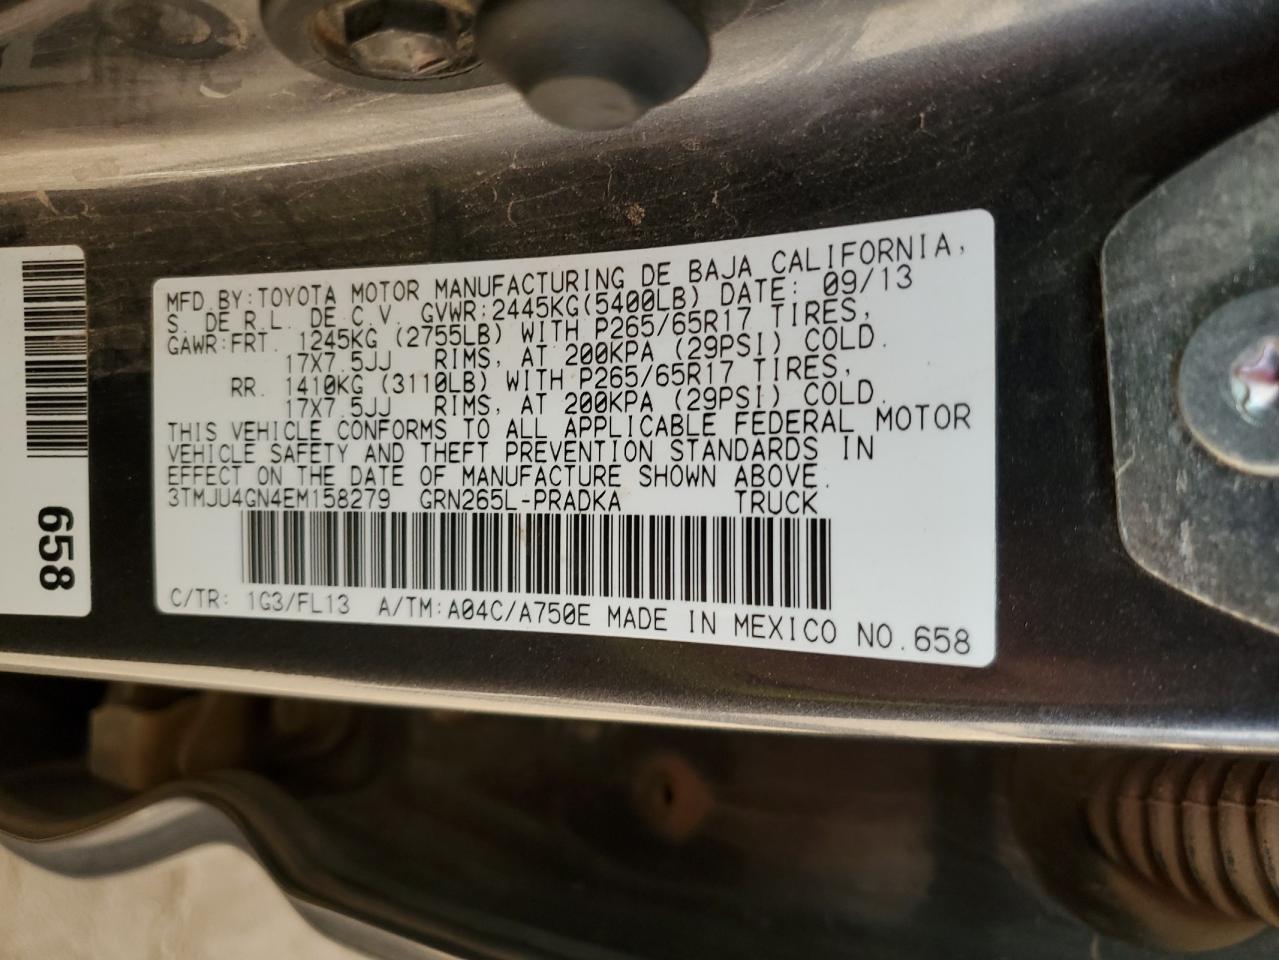 MFD. BY: TOYOTA MOTOR MANUFACTURING DE BAJA CALIFORNIA,
S. DE R.L. DE C.V. GVWR: 2445KG(5400LB) DATE: 09/13
GAWR: FRT. 1245KG (2755LB) WITH P265/65R17 TIRES,
17X7.5JJ RIMS, AT 200KPA (29PSI) COLD.
RR. 1410KG (3110LB) WITH P265/65R17 TIRES,
17X7.5JJ RIMS, AT 200KPA (29PSI) COLD.
THIS VEHICLE CONFORMS TO ALL APPLICABLE FEDERAL MOTOR
VEHICLE SAFETY AND THEFT PREVENTION STANDARDS IN
EFFECT ON THE DATE OF MANUFACTURE SHOWN ABOVE.
3TMJU4GN4EM158279 GRN265L-PRADKA TRUCK
C/TR: 1G3/FL13 A/TM: A04C/A750E MADE IN MEXICO NO.658
658